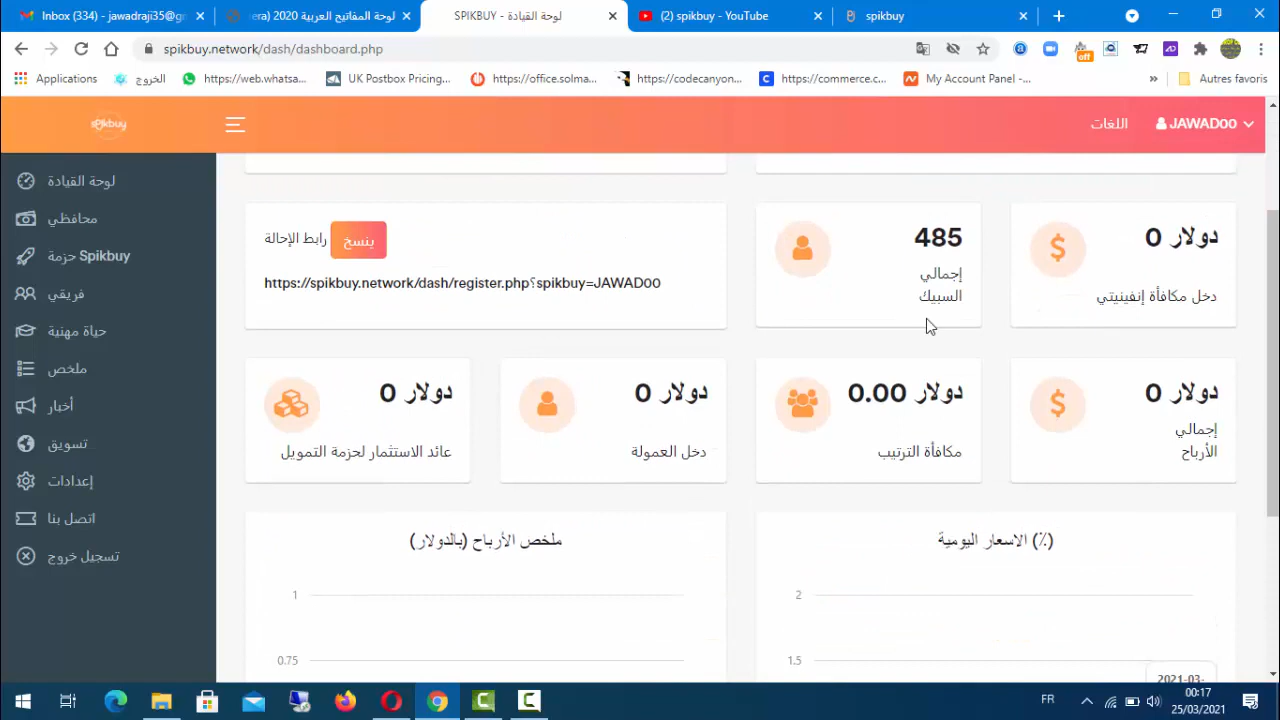 Inbox (334) - jawadraji35@gm
لوحة المفاتيح العربية 2020 (era
لوحة القيادة - SPIKBUY
(2) spikbuy - YouTube
spikbuy
spikbuy.network/dash/dashboard.php
Applications
الخروج
https://web.whatsa...
UK Postbox Pricing...
https://office.solma...
https://codecanyon...
https://commerce.c...
My Account Panel -...
Autres favoris
spikbuy
اللغات
JAWAD00
لوحة القيادة
محافظي
حزمة Spikbuy
فريقي
حياة مهنية
ملخص
أخبار
تسويق
إعدادات
اتصل بنا
تسجيل خروج
رابط الإحالة
ينسخ
https://spikbuy.network/dash/register.php?spikbuy=JAWAD00
485
إجمالي
السبيك
دولار 0
دخل مكافأة إنفينيتي
دولار 0
عائد الاستثمار لحزمة التمويل
دولار 0
دخل العمولة
دولار 0.00
مكافأة الترتيب
دولار 0
إجمالي
الأرباح
ملخص الأرباح (بالدولار)
1
0.75
(٪) الاسعار اليومية
2
1.5
2021-03-
off
FR
00:17
25/03/2021